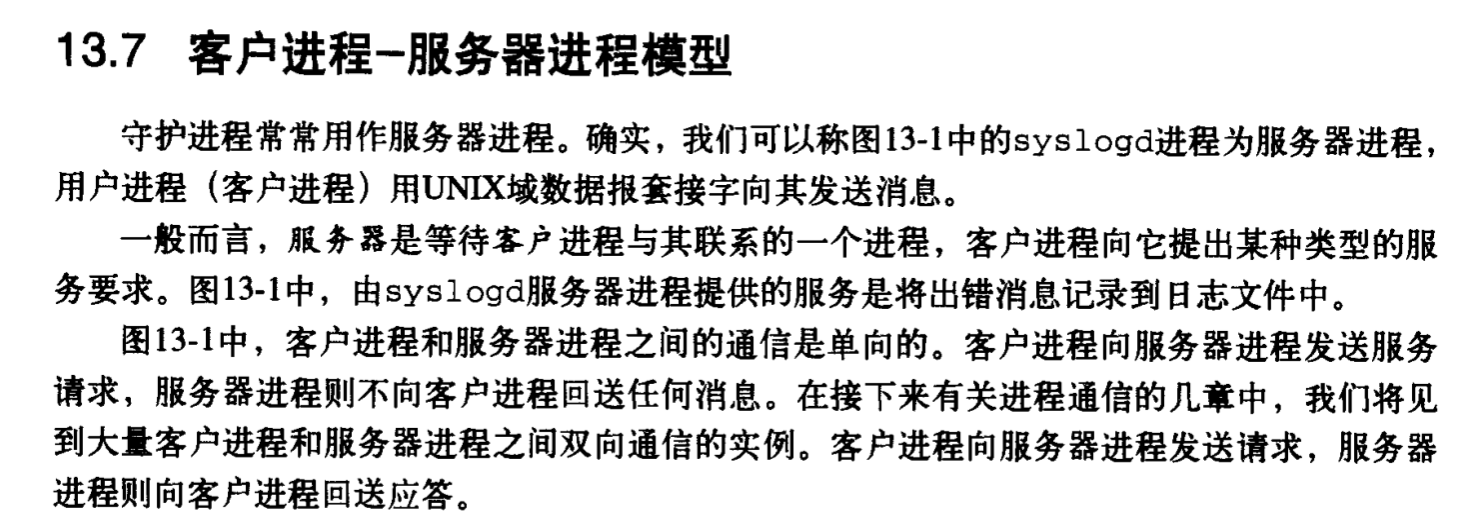 13.7 客户进程-服务器进程模型
守护进程常常用作服务器进程。确实，我们可以称图13-1中的syslogd进程为服务器进程，
用户进程（客户进程）用UNIX域数据报套接字向其发送消息。
一般而言，服务器是等待客户进程与其联系的一个进程，客户进程向它提出某种类型的服
务要求。图13-1中，由syslogd服务器进程提供的服务是将出错消息记录到日志文件中。
图13-1中，客户进程和服务器进程之间的通信是单向的。客户进程向服务器进程发送服务
请求，服务器进程则不向客户进程回送任何消息。在接下来有关进程通信的几章中，我们将见
到大量客户进程和服务器进程之间双向通信的实例。客户进程向服务器进程发送请求，服务器
进程则向客户进程回送应答。